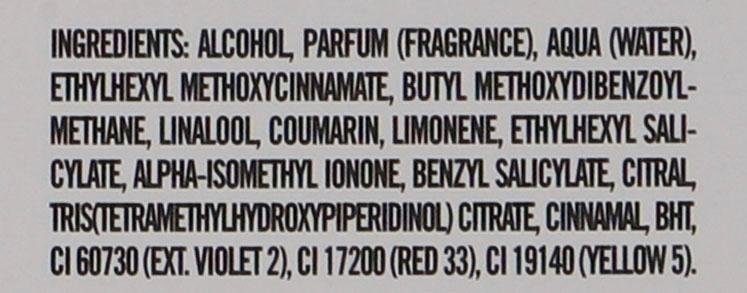 INGREDIENTS: ALCOHOL, PARFUM (FRAGRANCE), AQUA (WATER),
ETHYLHEXYL METHOXYCINNAMATE, BUTYL METHOXYDIBENZOYL-
METHANE, LINALOOL, COUMARIN, LIMONENE, ETHYLHEXYL SALI-
CYLATE, ALPHA-ISOMETHYL IONONE, BENZYL SALICYLATE, CITRAL,
TRIS(TETRAMETHYLHYDROXYPIPERIDINOL) CITRATE, CINNAMAL, BHT,
CI 60730 (EXT. VIOLET 2), CI 17200 (RED 33), CI 19140 (YELLOW 5).